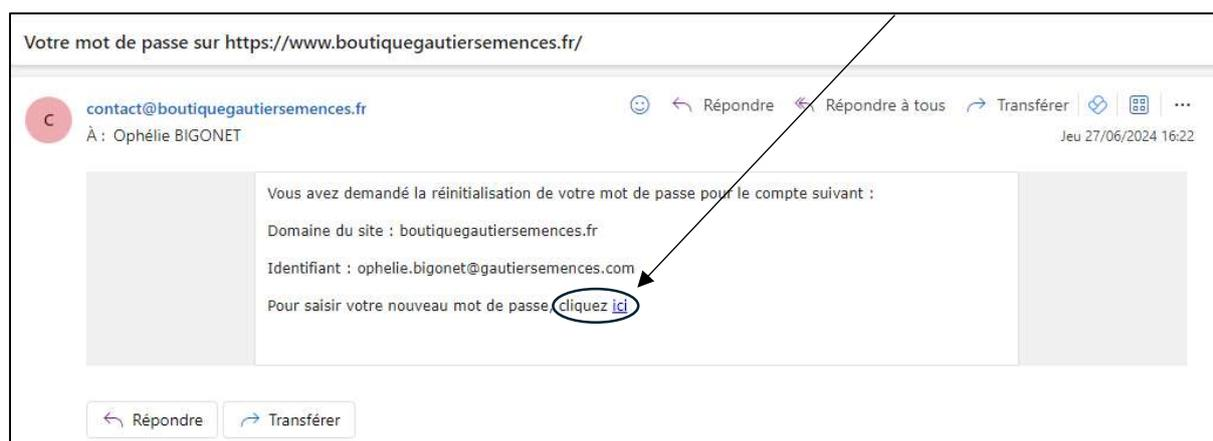 Votre mot de passe sur https://www.boutiquegautiersemences.fr/
C
contact@boutiquegautiersemences.fr
À : Ophélie BIGONET
Répondre Répondre à tous Transférer
Jeu 27/06/2024 16:22
Vous avez demandé la réinitialisation de votre mot de passe pour le compte suivant :
Domaine du site : boutiquegautiersemences.fr
Identifiant : ophelie.bigonet@gautiersemences.com
Pour saisir votre nouveau mot de passe, cliquez ici
Répondre Transférer